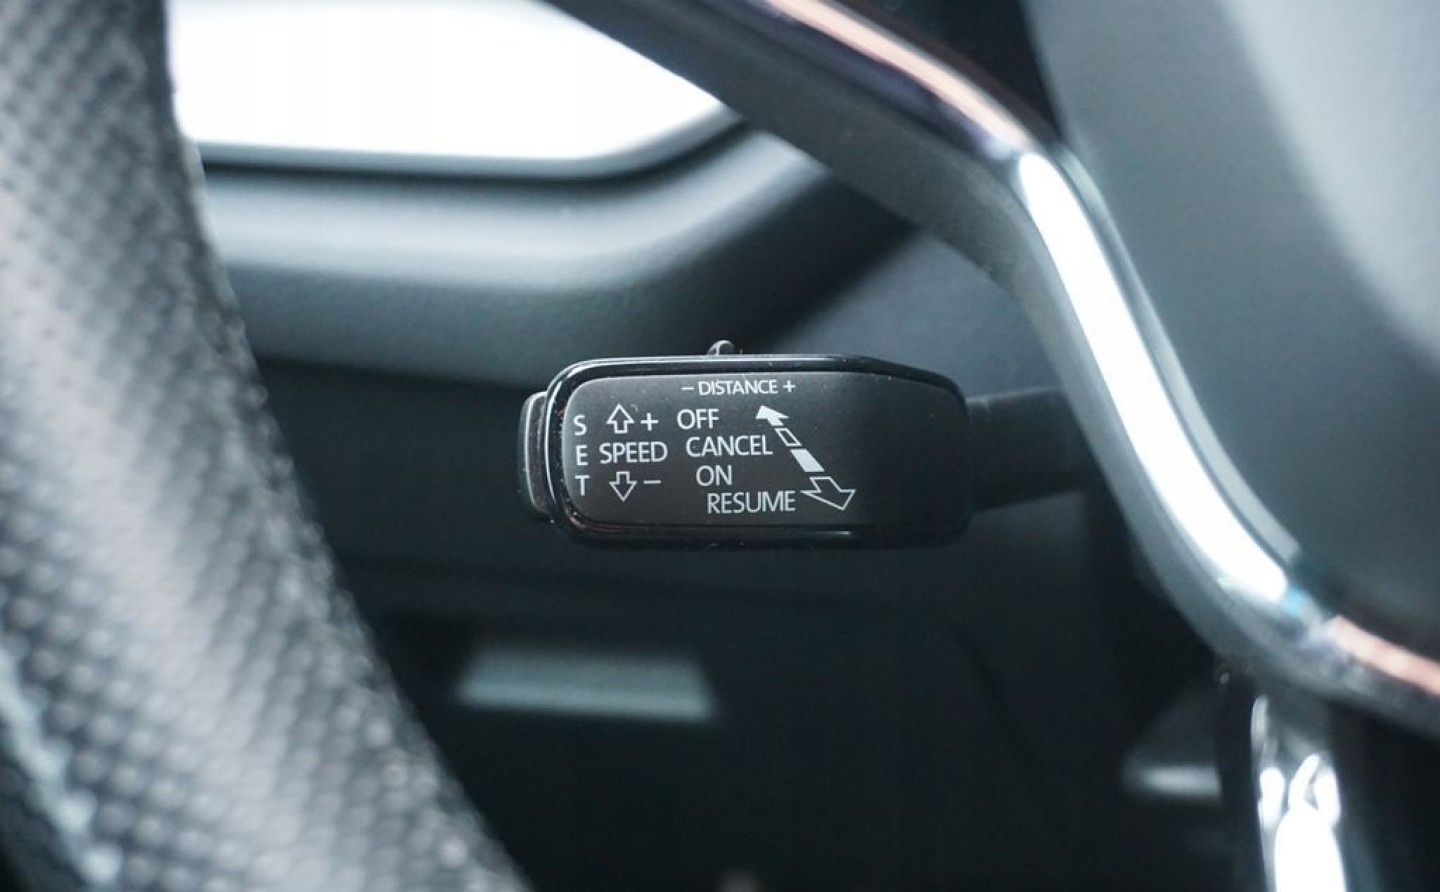 – DISTANCE +
S + OFF
E SPEED CANCEL
T – ON
RESUME